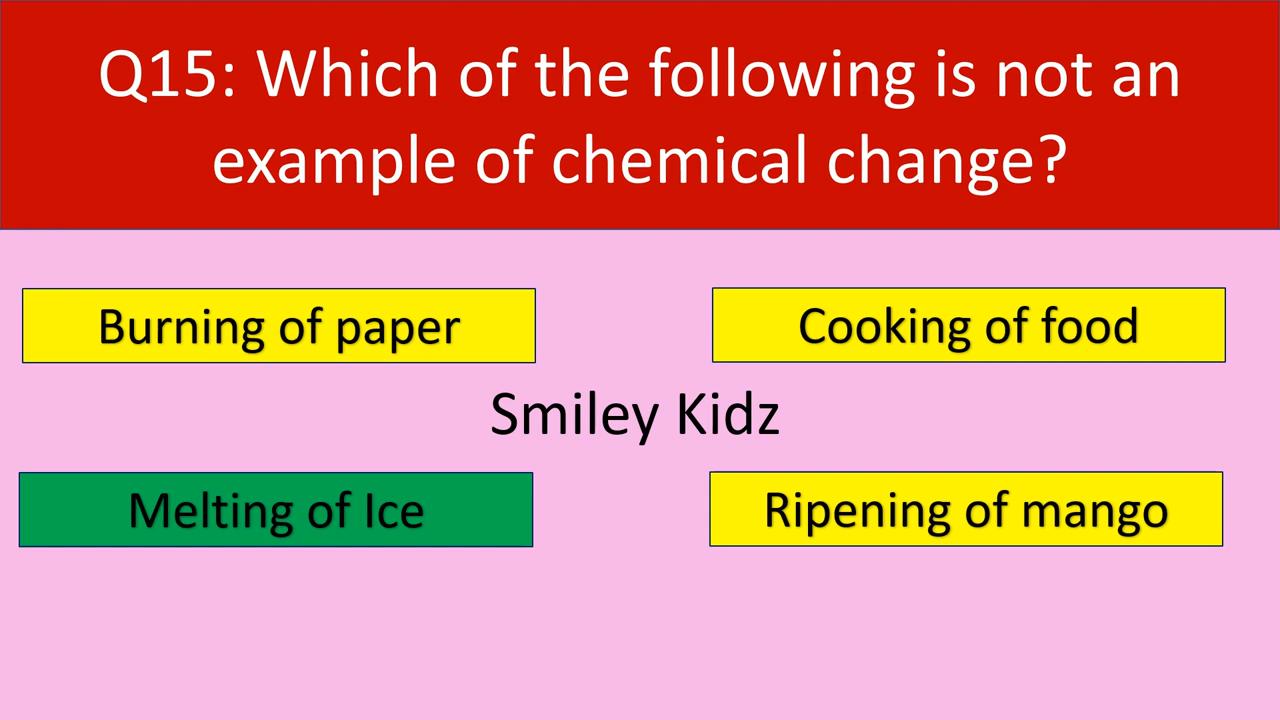 Q15: Which of the following is not an
example of chemical change?
Burning of paper
Cooking of food
Smiley Kidz
Melting of Ice
Ripening of mango